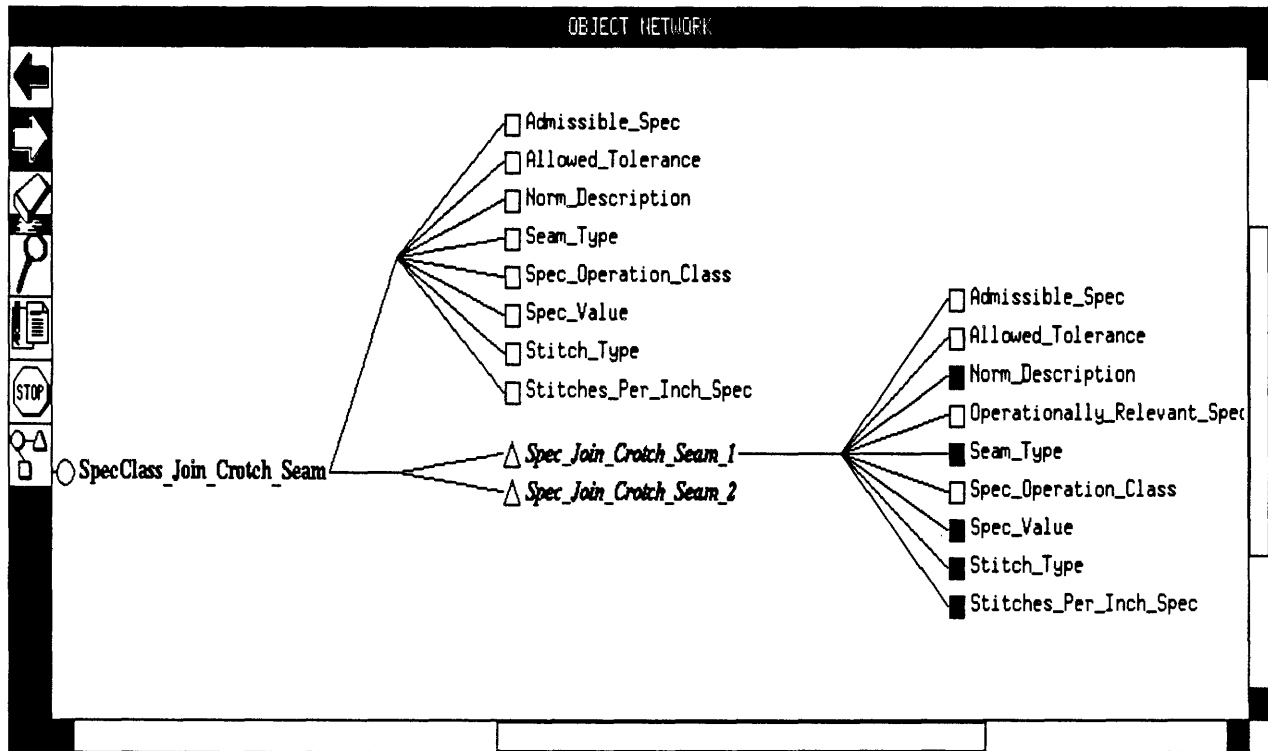 OBJECT NETWORK
Admissible_Spec
Allowed_Tolerance
Norm_Description
Seam_Type
Spec_Operation_Class
Spec_Value
Stitch_Type
Stitches_Per_Inch_Spec
STOP
SpecClass_Join_Crotch_Seam
Spec_Join_Crotch_Seam_1
Spec_Join_Crotch_Seam_2
Admissible_Spec
Allowed_Tolerance
Norm_Description
Operationally_Relevant_Spec
Seam_Type
Spec_Operation_Class
Spec_Value
Stitch_Type
Stitches_Per_Inch_Spec